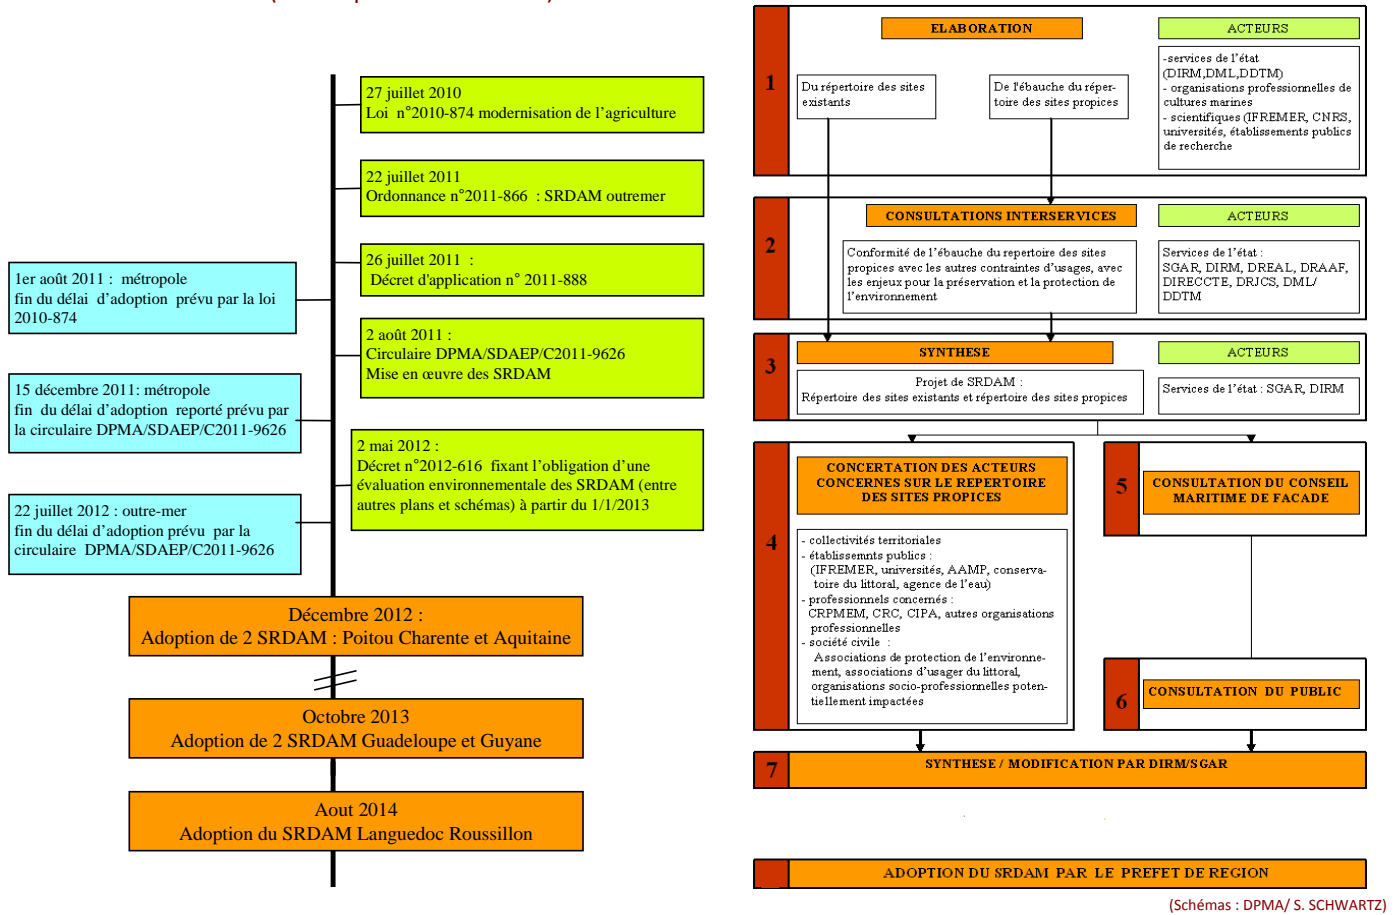 27 juillet 2010
Loi n°2010-874 modernisation de l'agriculture
22 juillet 2011
Ordonnance n°2011-866 : SRDAM outremer
26 juillet 2011 :
Décret d'application n° 2011-888
1er août 2011 : métropole
fin du délai d'adoption prévu par la loi
2010-874
2 août 2011 :
Circulaire DPMA/SDAEP/C2011-9626
Mise en œuvre des SRDAM
15 décembre 2011: métropole
fin du délai d'adoption reporté prévu par
la circulaire DPMA/SDAEP/C2011-9626
2 mai 2012 :
Décret n°2012-616 fixant l'obligation d'une
évaluation environnementale des SRDAM (entre
autres plans et schémas) à partir du 1/1/2013
22 juillet 2012 : outre-mer
fin du délai d'adoption prévu par la
circulaire DPMA/SDAEP/C2011-9626
Décembre 2012 :
Adoption de 2 SRDAM : Poitou Charente et Aquitaine
Octobre 2013
Adoption de 2 SRDAM Guadeloupe et Guyane
Aout 2014
Adoption du SRDAM Languedoc Roussillon
1
ELABORATION
ACTEURS
Du répertoire des sites
existants
De l'ébauche du réper-
toire des sites propices
-services de l'état
(DIRM,DML,DDTM)
- organisations professionelles de
cultures marines
- scientifiques (IFREMER, CNRS,
universités, établissements publics
de recherche
2
CONSULTATIONS INTERSERVICES
ACTEURS
Conformité de l'ébauche du repertoire des sites
propices avec les autres contraintes d'usages, avec
les enjeux pour la préservation et la protection de
l'environnement
Services de l'état :
SGAR, DIRM, DREAL, DRAAF,
DIRECCTE, DRJCS, DML/
DDTM
3
SYNTHESE
ACTEURS
Projet de SRDAM :
Répertoire des sites existants et répertoire des sites propices
Services de l'état : SGAR, DIRM
4
CONCERTATION DES ACTEURS
CONCERNES SUR LE REPERTOIRE
DES SITES PROPICES
- collectivités territoriales
- établissemnts publics :
(IFREMER, universités, AAMP, conserva-
toire du littoral, agence de l'eau)
- professionnels concernés :
CRPMEM, CRC, CIPA, autres organisations
professionnelles
- société civile :
Associations de protection de l'environne-
ment, associations d'usager du littoral,
organisations socio-professionnelles poten-
tiellement impactées
5
CONSULTATION DU CONSEIL
MARITIME DE FACADE
6
CONSULTATION DU PUBLIC
7
SYNTHESE / MODIFICATION PAR DIRM/SGAR
ADOPTION DU SRDAM PAR LE PREFET DE REGION
(Schémas : DPMA/ S. SCHWARTZ)